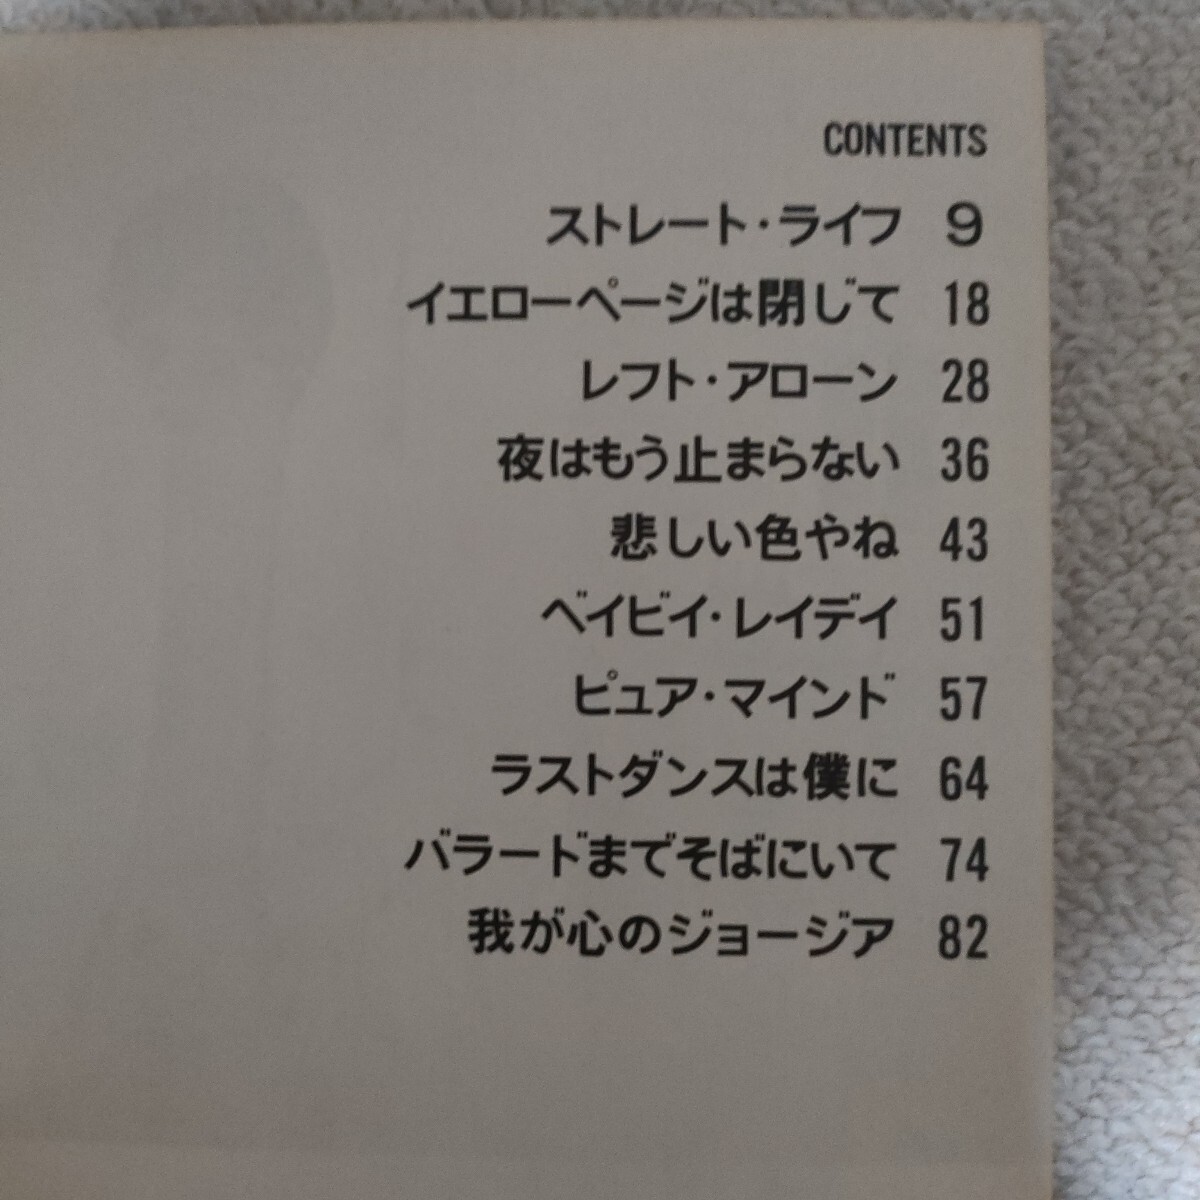 CONTENTS
ストレート・ライフ 9
イエローページは閉じて 18
レフト・アローン 28
夜はもう止まらない 36
悲しい色やね 43
ベイビイ・レイデイ 51
ピュア・マインド 57
ラストダンスは僕に 64
バラードまでそばにいて 74
我が心のジョージア 82